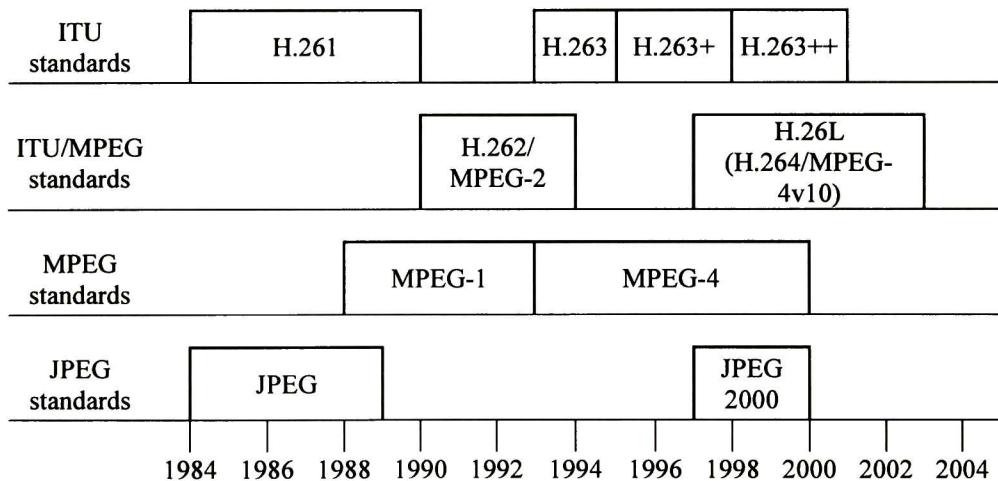 ITU
standards
H.261
H.263
H.263+
H.263++
ITU/MPEG
standards
H.262/
MPEG-2
H.26L
(H.264/MPEG-
4v10)
MPEG
standards
MPEG-1
MPEG-4
JPEG
standards
JPEG
JPEG
2000
1984 1986 1988 1990 1992 1994 1996 1998 2000 2002 2004